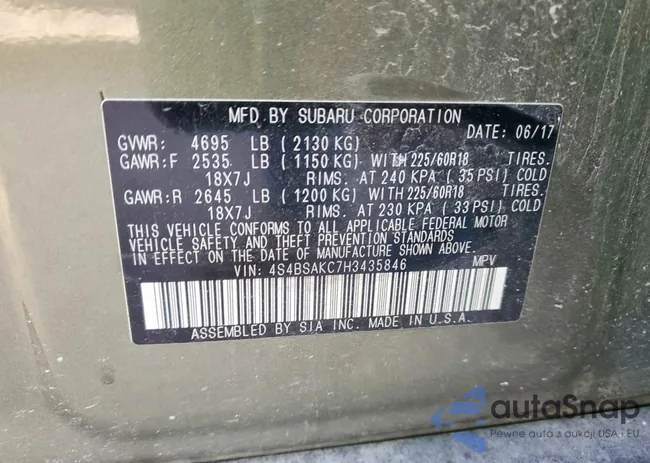 MFD BY SUBARU CORPORATION
DATE: 06/17
GVWR: 4695 LB ( 2130 KG)
GAWR:F 2535 LB ( 1150 KG) WITH 225/60R18 TIRES.
18X7J RIMS. AT 240 KPA ( 35 PSI) COLD
GAWR:R 2645 LB ( 1200 KG) WITH 225/60R18 TIRES.
18X7J RIMS. AT 230 KPA ( 33 PSI) COLD
THIS VEHICLE CONFORMS TO ALL APPLICABLE FEDERAL MOTOR
VEHICLE SAFETY AND THEFT PREVENTION STANDARDS
IN EFFECT ON THE DATE OF MANUFACTURE SHOWN ABOVE.
VIN: 4S4BSAKC7H3435846 MPV
ASSEMBLED BY SIA INC. MADE IN U.S.A.
autoSnap
Pewne auta z aukcji USA i EU